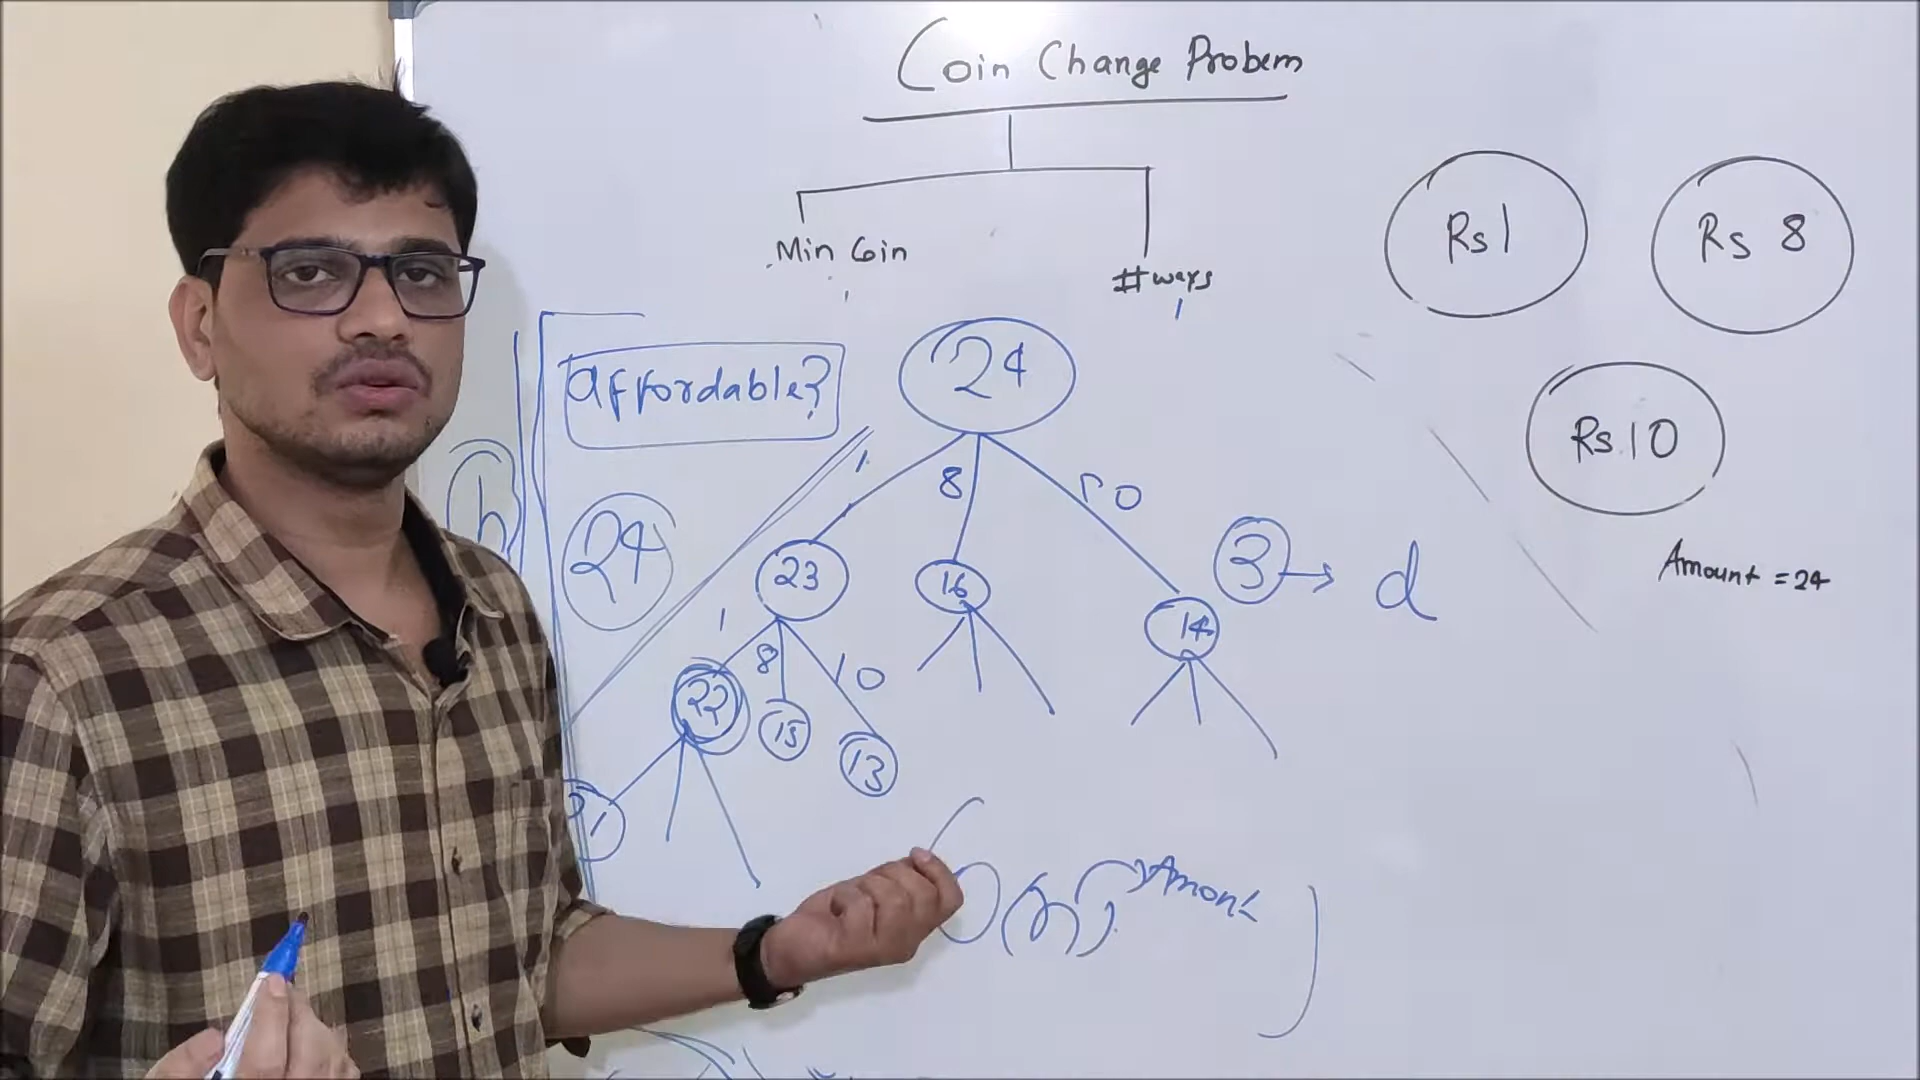 Coin Change Probem
Min Coin
#ways
Rs 1
Rs 8
Rs.10
Amount = 24
affordable?
24
24
1
8
10
23
16
14
3 → d
1
8
10
22
15
13
Amont